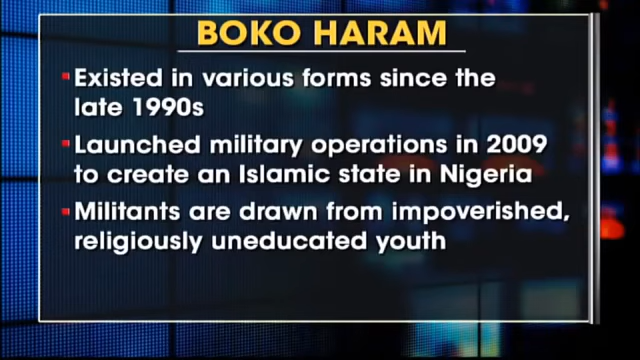 BOKO HARAM
Existed in various forms since the
late 1990s
Launched military operations in 2009
to create an Islamic state in Nigeria
Militants are drawn from impoverished,
religiously uneducated youth